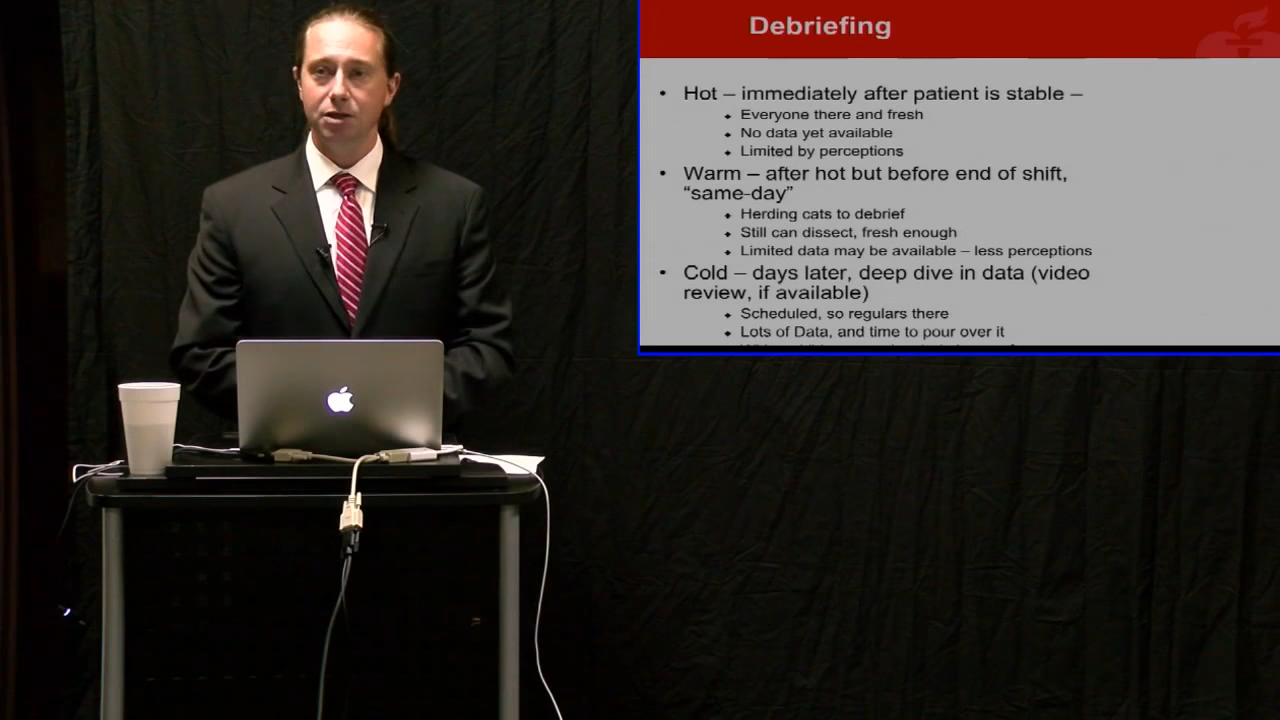 Debriefing
• Hot – immediately after patient is stable –
⬥ Everyone there and fresh
⬥ No data yet available
⬥ Limited by perceptions
• Warm – after hot but before end of shift,
“same-day”
⬥ Herding cats to debrief
⬥ Still can dissect, fresh enough
⬥ Limited data may be available – less perceptions
• Cold – days later, deep dive in data (video
review, if available)
⬥ Scheduled, so regulars there
⬥ Lots of Data, and time to pour over it